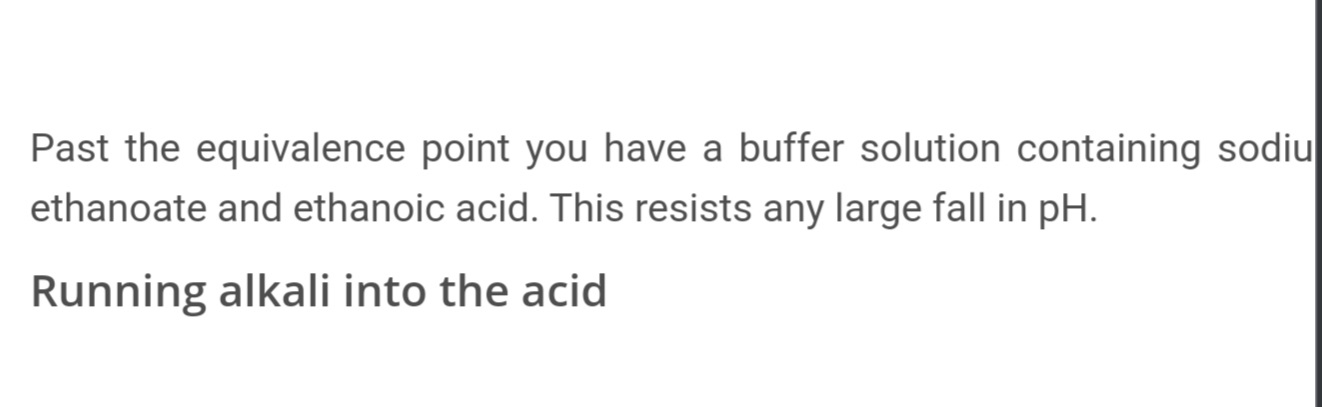 Past the equivalence point you have a buffer solution containing sodiu
ethanoate and ethanoic acid. This resists any large fall in pH.
Running alkali into the acid